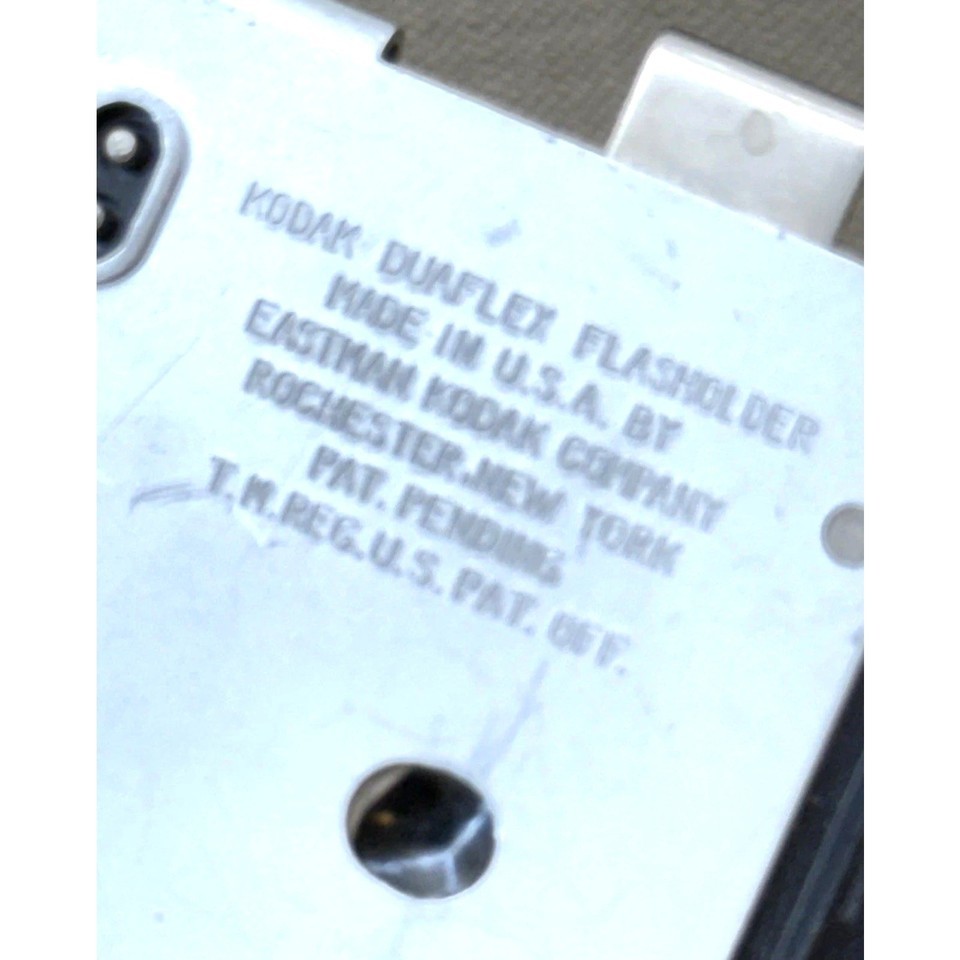 KODAK DUAFLEX FLASHOLDER
MADE IN U.S.A. BY
EASTMAN KODAK COMPANY
ROCHESTER, NEW YORK
PAT. PENDING
T.M.REG.U.S. PAT. OFF.